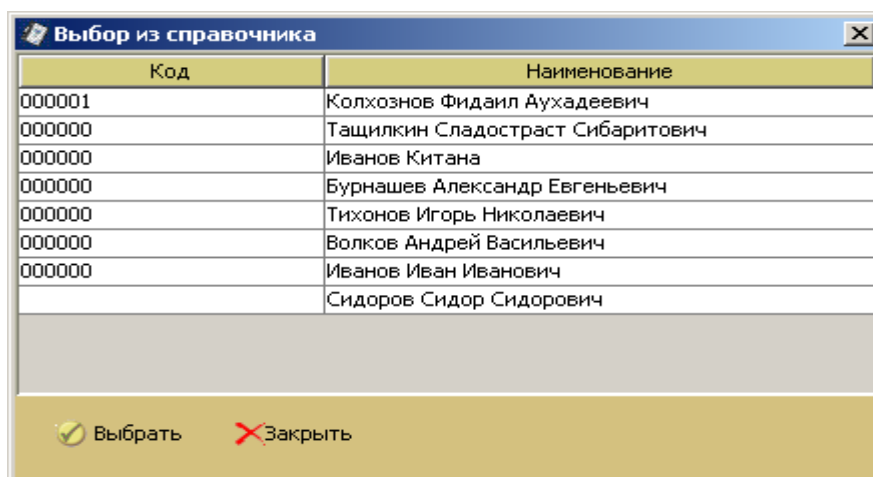 Выбор из справочника
Код Наименование
000001 Колхознов Фидаил Аухадеевич
000000 Тащилкин Сладостраст Сибаритович
000000 Иванов Китана
000000 Бурнашев Александр Евгеньевич
000000 Тихонов Игорь Николаевич
000000 Волков Андрей Васильевич
000000 Иванов Иван Иванович
Сидоров Сидор Сидорович
Выбрать Закрыть